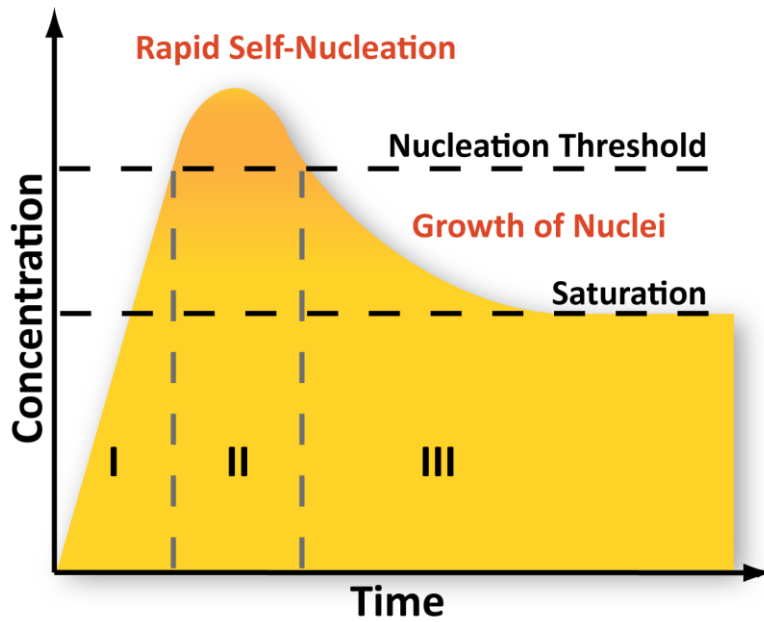 Rapid Self-Nucleation
Nucleation Threshold
Growth of Nuclei
Saturation
Concentration
I
II
III
Time